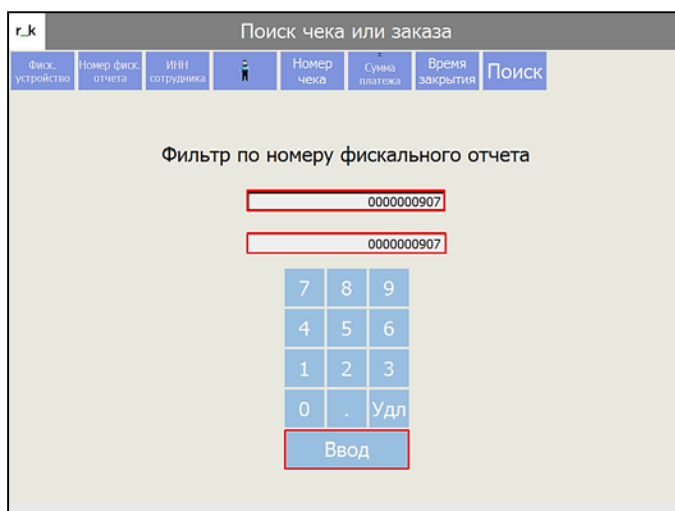 r_k
Поиск чека или заказа
Фиск. устройство
Номер фиск. отчета
ИНН сотрудника
Номер чека
Сумма платежа
Время закрытия
Поиск
Фильтр по номеру фискального отчета
0000000907
0000000907
7 8 9
4 5 6
1 2 3
0 . Удл
Ввод